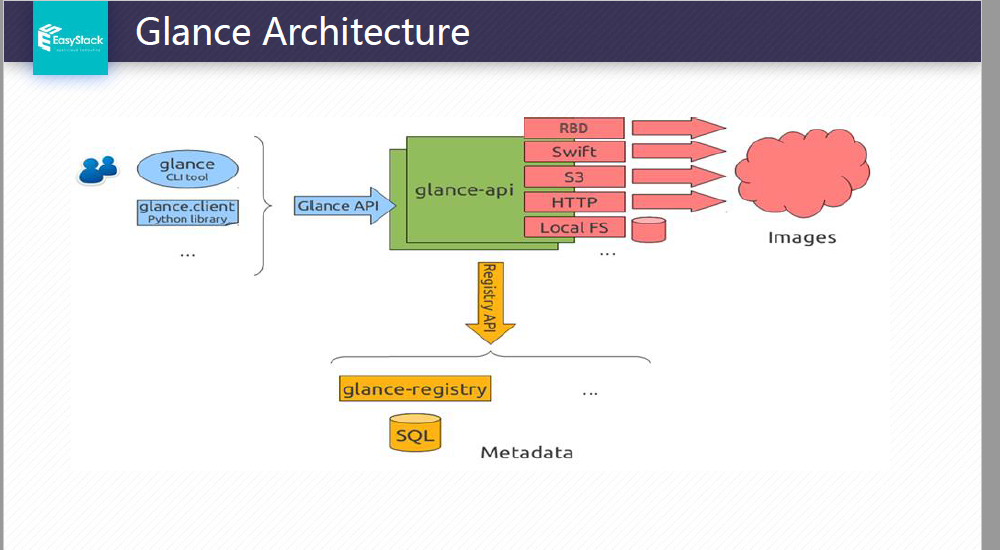 EasyStack
Glance Architecture
glance
CLI tool
glance.client
Python library
...
Glance API
glance-api
RBD
Swift
S3
HTTP
Local FS
...
Images
Registry API
glance-registry
...
SQL
Metadata